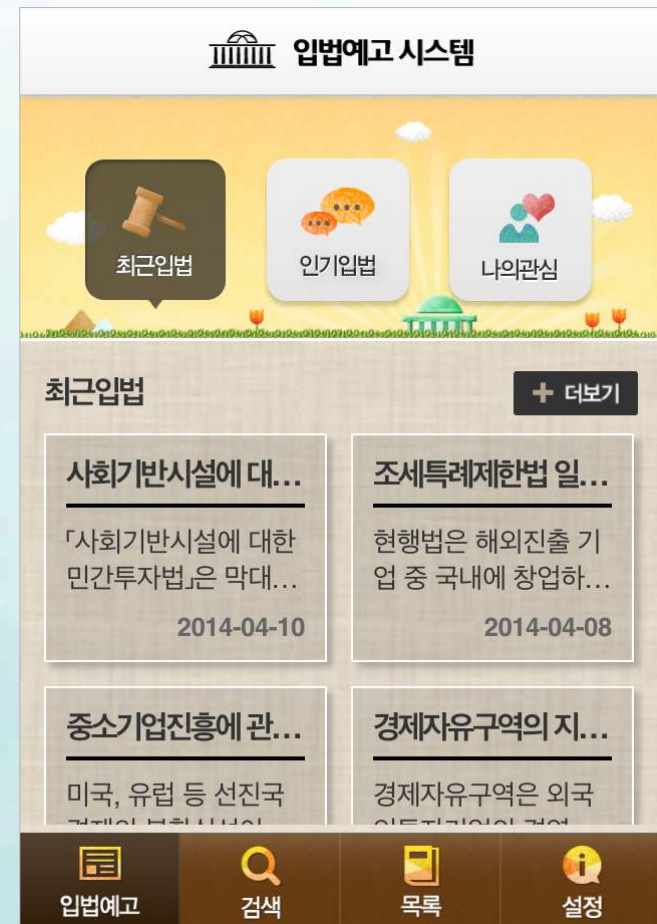 입법예고 시스템
최근입법
인기입법
나의관심
최근입법
+ 더보기
사회기반시설에 대...
「사회기반시설에 대한
민간투자법」은 막대...
2014-04-10
조세특례제한법 일...
현행법은 해외진출 기
업 중 국내에 창업하...
2014-04-08
중소기업진흥에 관...
미국, 유럽 등 선진국
경제자유구역의 지...
경제자유구역은 외국
입법예고
검색
목록
설정